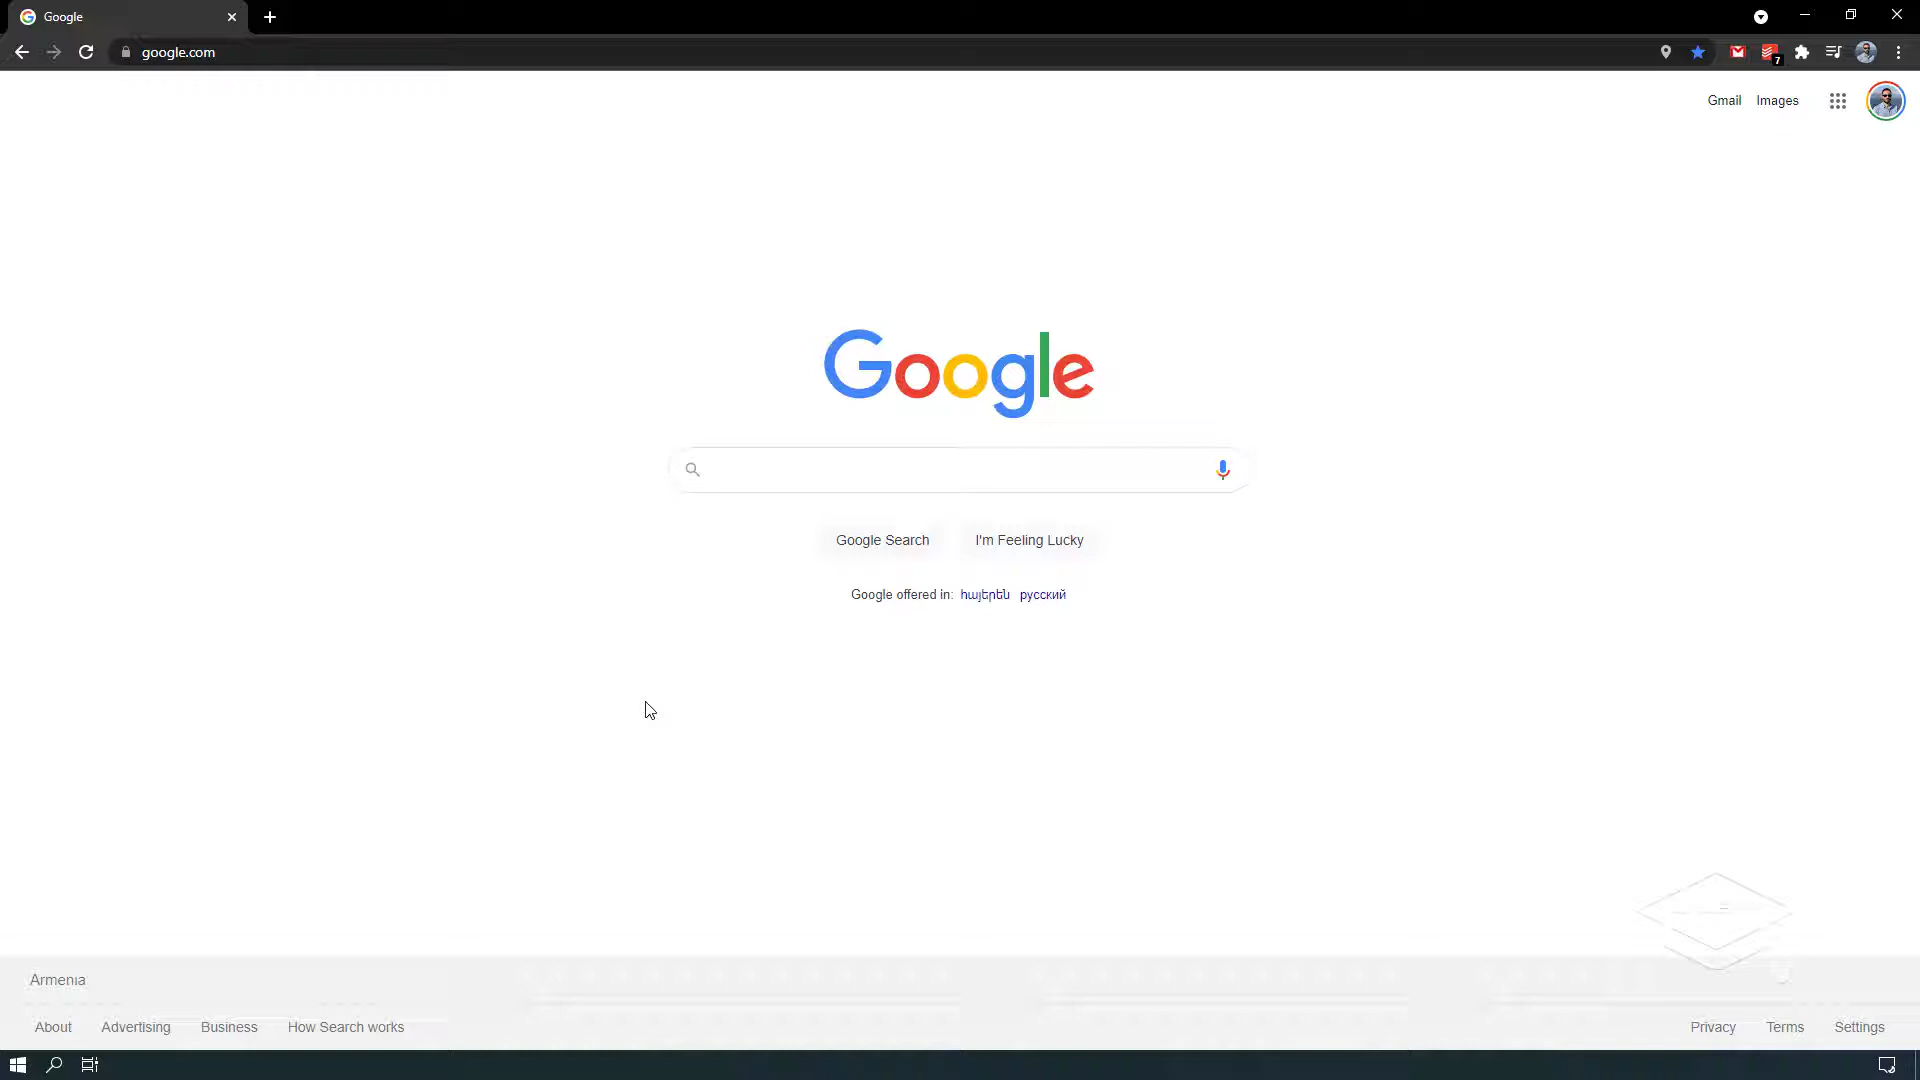 Google
google.com
7
Gmail Images
Google
Google Search I'm Feeling Lucky
Google offered in: հայերեն русский
Armenia
About Advertising Business How Search works
Privacy Terms Settings